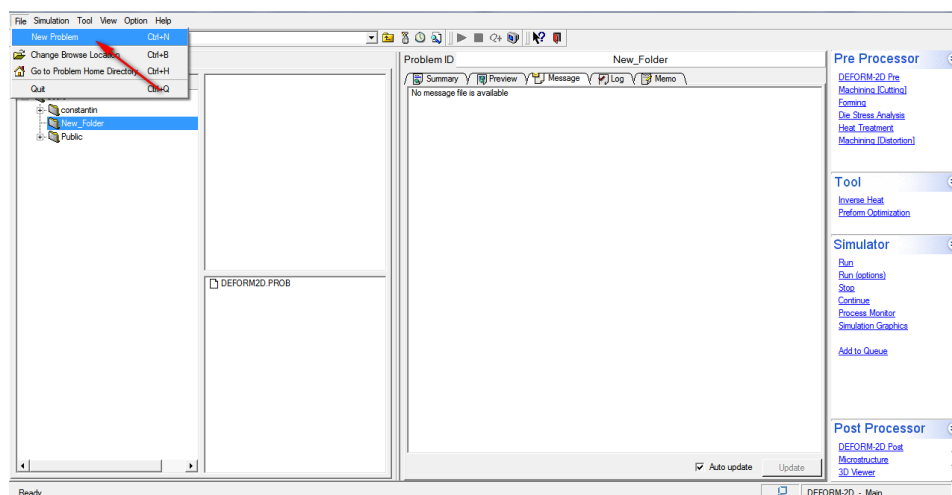 File Simulation Tool View Option Help
New Problem Ctrl+N
Change Browse Location Ctrl+B
Go to Problem Home Directory Ctrl+H
Quit Ctrl+Q
constantin
New_Folder
Public
DEFORM2D.PROB
Problem ID New_Folder
Summary Preview Message Log Memo
No message file is available
Auto update Update
Pre Processor
DEFORM-2D Pre
Machining [Cutting]
Forming
Die Stress Analysis
Heat Treatment
Machining [Distortion]
Tool
Inverse Heat
Preform Optimization
Simulator
Run
Run (options)
Stop
Continue
Process Monitor
Simulation Graphics
Add to Queue
Post Processor
DEFORM-2D Post
Microstructure
3D Viewer
Ready
DEFORM-2D - Main